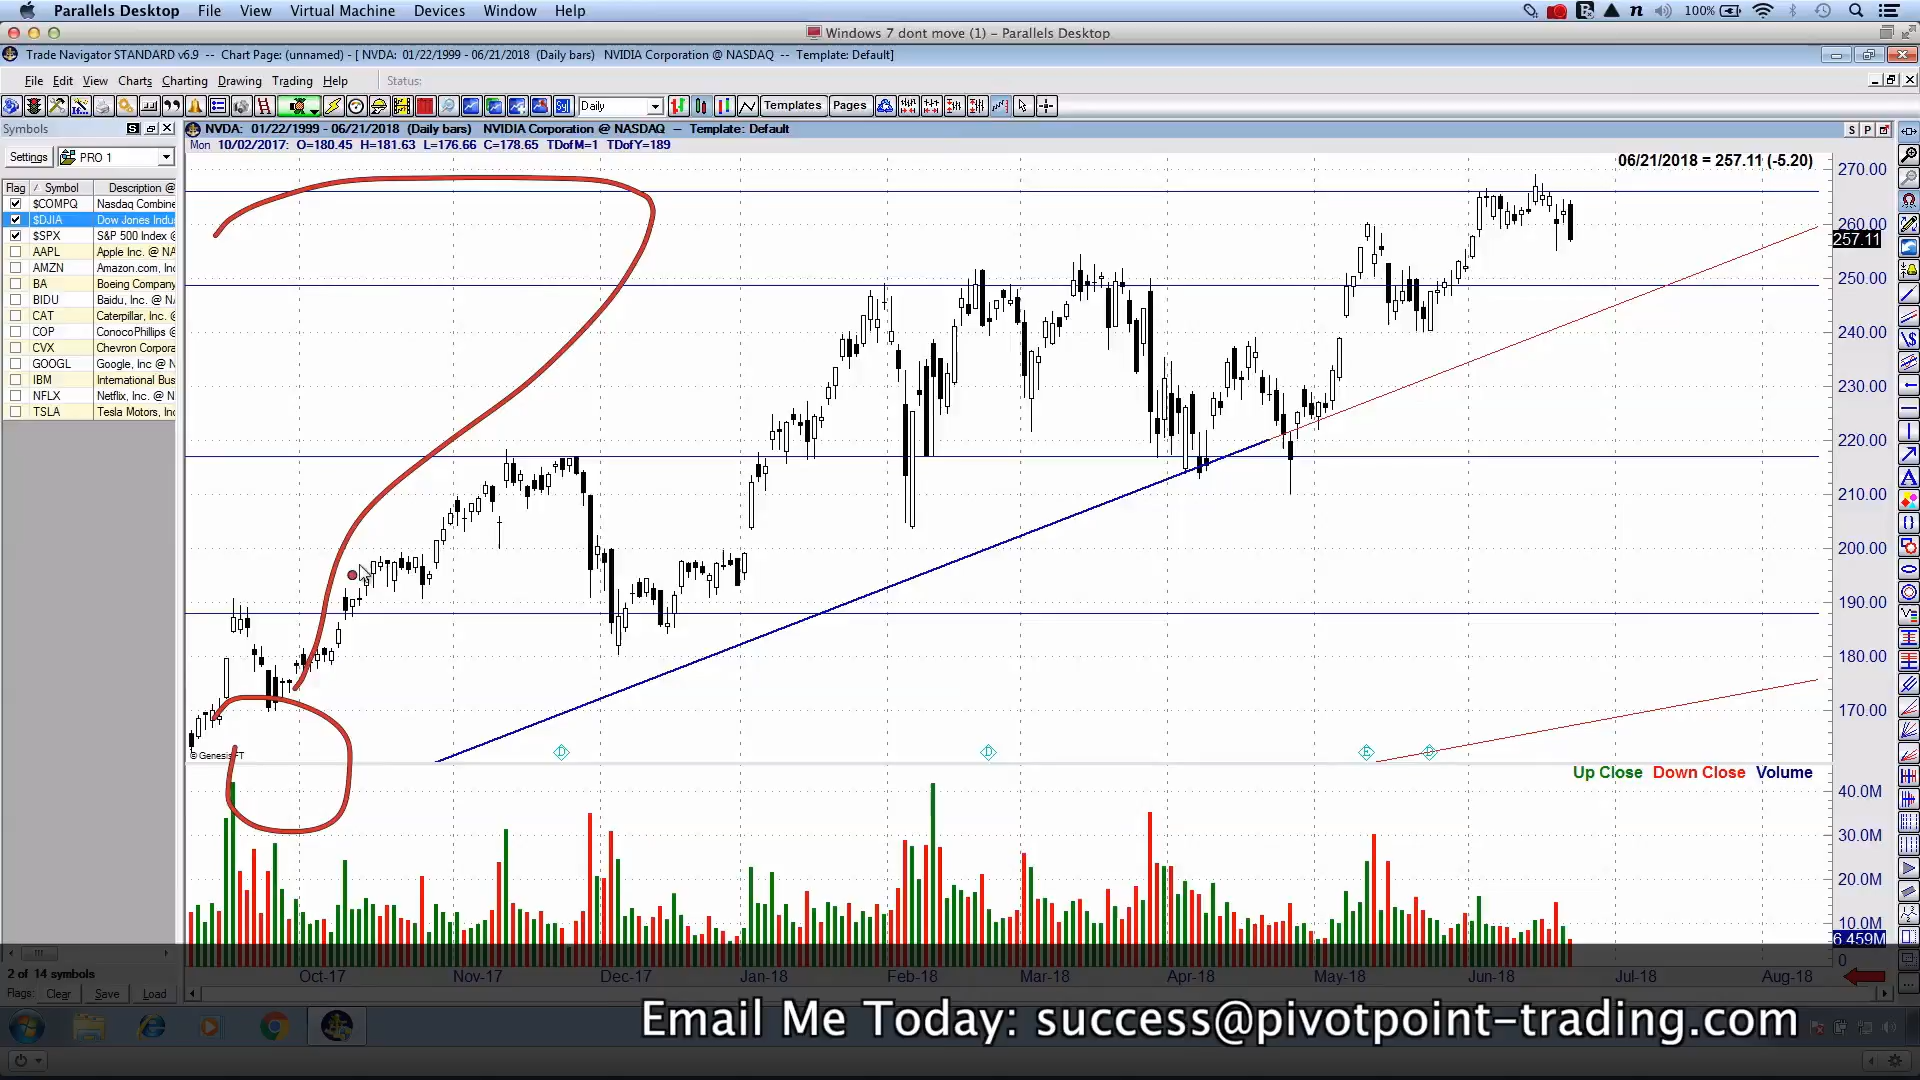 Parallels Desktop File View Virtual Machine Devices Window Help 100%
Windows 7 dont move (1) - Parallels Desktop
Trade Navigator STANDARD v6.9 -- Chart Page: (unnamed) - [ NVDA: 01/22/1999 - 06/21/2018 (Daily bars) NVIDIA Corporation @ NASDAQ -- Template: Default]
File Edit View Charts Charting Drawing Trading Help Status:
Daily Templates Pages
Symbols S
NVDA: 01/22/1999 - 06/21/2018 (Daily bars) NVIDIA Corporation @ NASDAQ -- Template: Default S P
Mon 10/02/2017: O=180.45 H=181.63 L=176.66 C=178.65 TDofM=1 TDofY=189
Settings PRO 1
06/21/2018 = 257.11 (-5.20)
Flag Symbol Description @
$COMPQ Nasdaq Combine
$DJIA Dow Jones Indu
$SPX S&P 500 Index @
AAPL Apple Inc. @ NA
AMZN Amazon.com, Inc
BA Boeing Company
BIDU Baidu, Inc. @ NA
CAT Caterpillar, Inc. @
COP ConocoPhillips @
CVX Chevron Corpora
GOOGL Google, Inc @ N
IBM International Bus
NFLX Netflix, Inc. @ N
TSLA Tesla Motors, Inc
270.00
260.00
257.11
250.00
240.00
230.00
220.00
210.00
200.00
190.00
180.00
170.00
D D E D
Up Close Down Close Volume
40.0M
30.0M
20.0M
10.0M
6.459M
0
2 of 14 symbols
Flags: Clear Save Load
Oct-17 Nov-17 Dec-17 Jan-18 Feb-18 Mar-18 Apr-18 May-18 Jun-18 Jul-18 Aug-18
Email Me Today: success@pivotpoint-trading.com